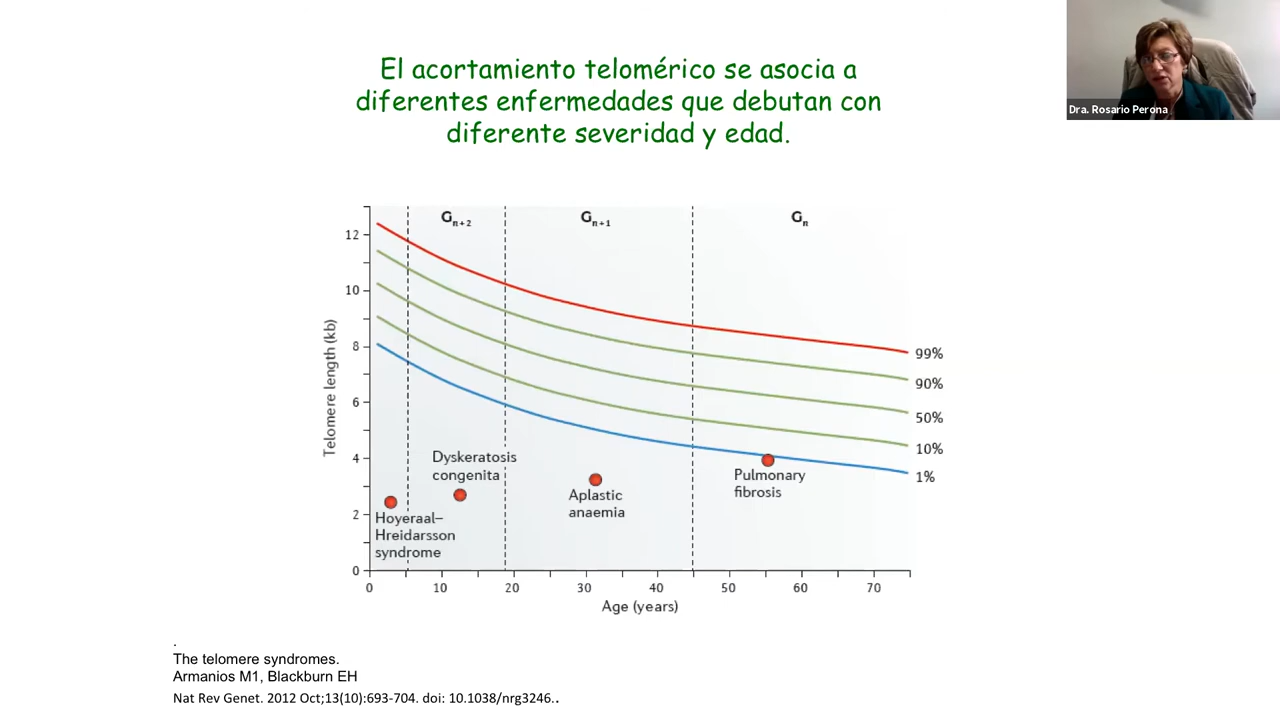 El acortamiento telomérico se asocia a
diferentes enfermedades que debutan con
diferente severidad y edad.
Dra. Rosario Perona
Gn+2
Gn+1
Gn
12
10
8
6
4
2
0
Telomere length (kb)
99%
90%
50%
10%
1%
Dyskeratosis
congenita
Hoyeraal–
Hreidarsson
syndrome
Aplastic
anaemia
Pulmonary
fibrosis
0 10 20 30 40 50 60 70
Age (years)
.
The telomere syndromes.
Armanios M1, Blackburn EH
Nat Rev Genet. 2012 Oct;13(10):693-704. doi: 10.1038/nrg3246..